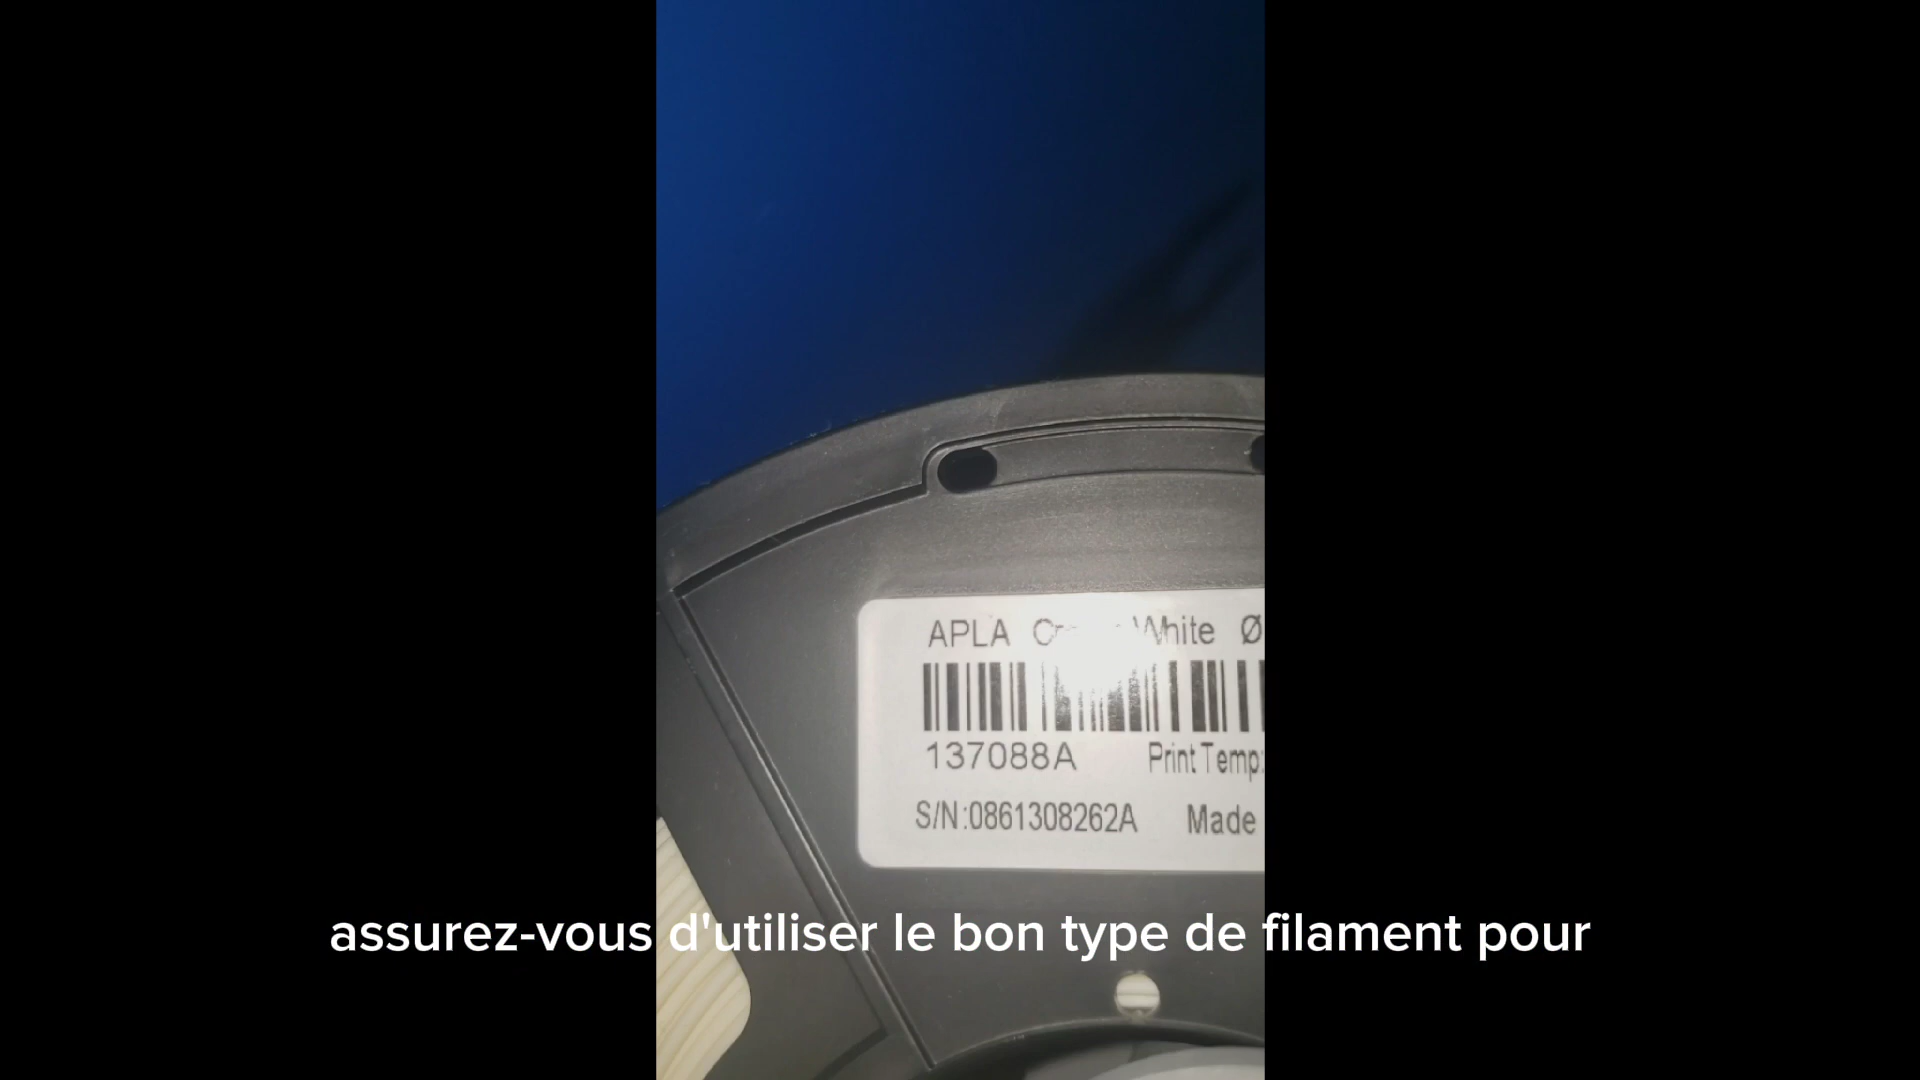 APLA White Ø
137088A Print Temp:
S/N:0861308262A Made
assurez-vous d'utiliser le bon type de filament pour